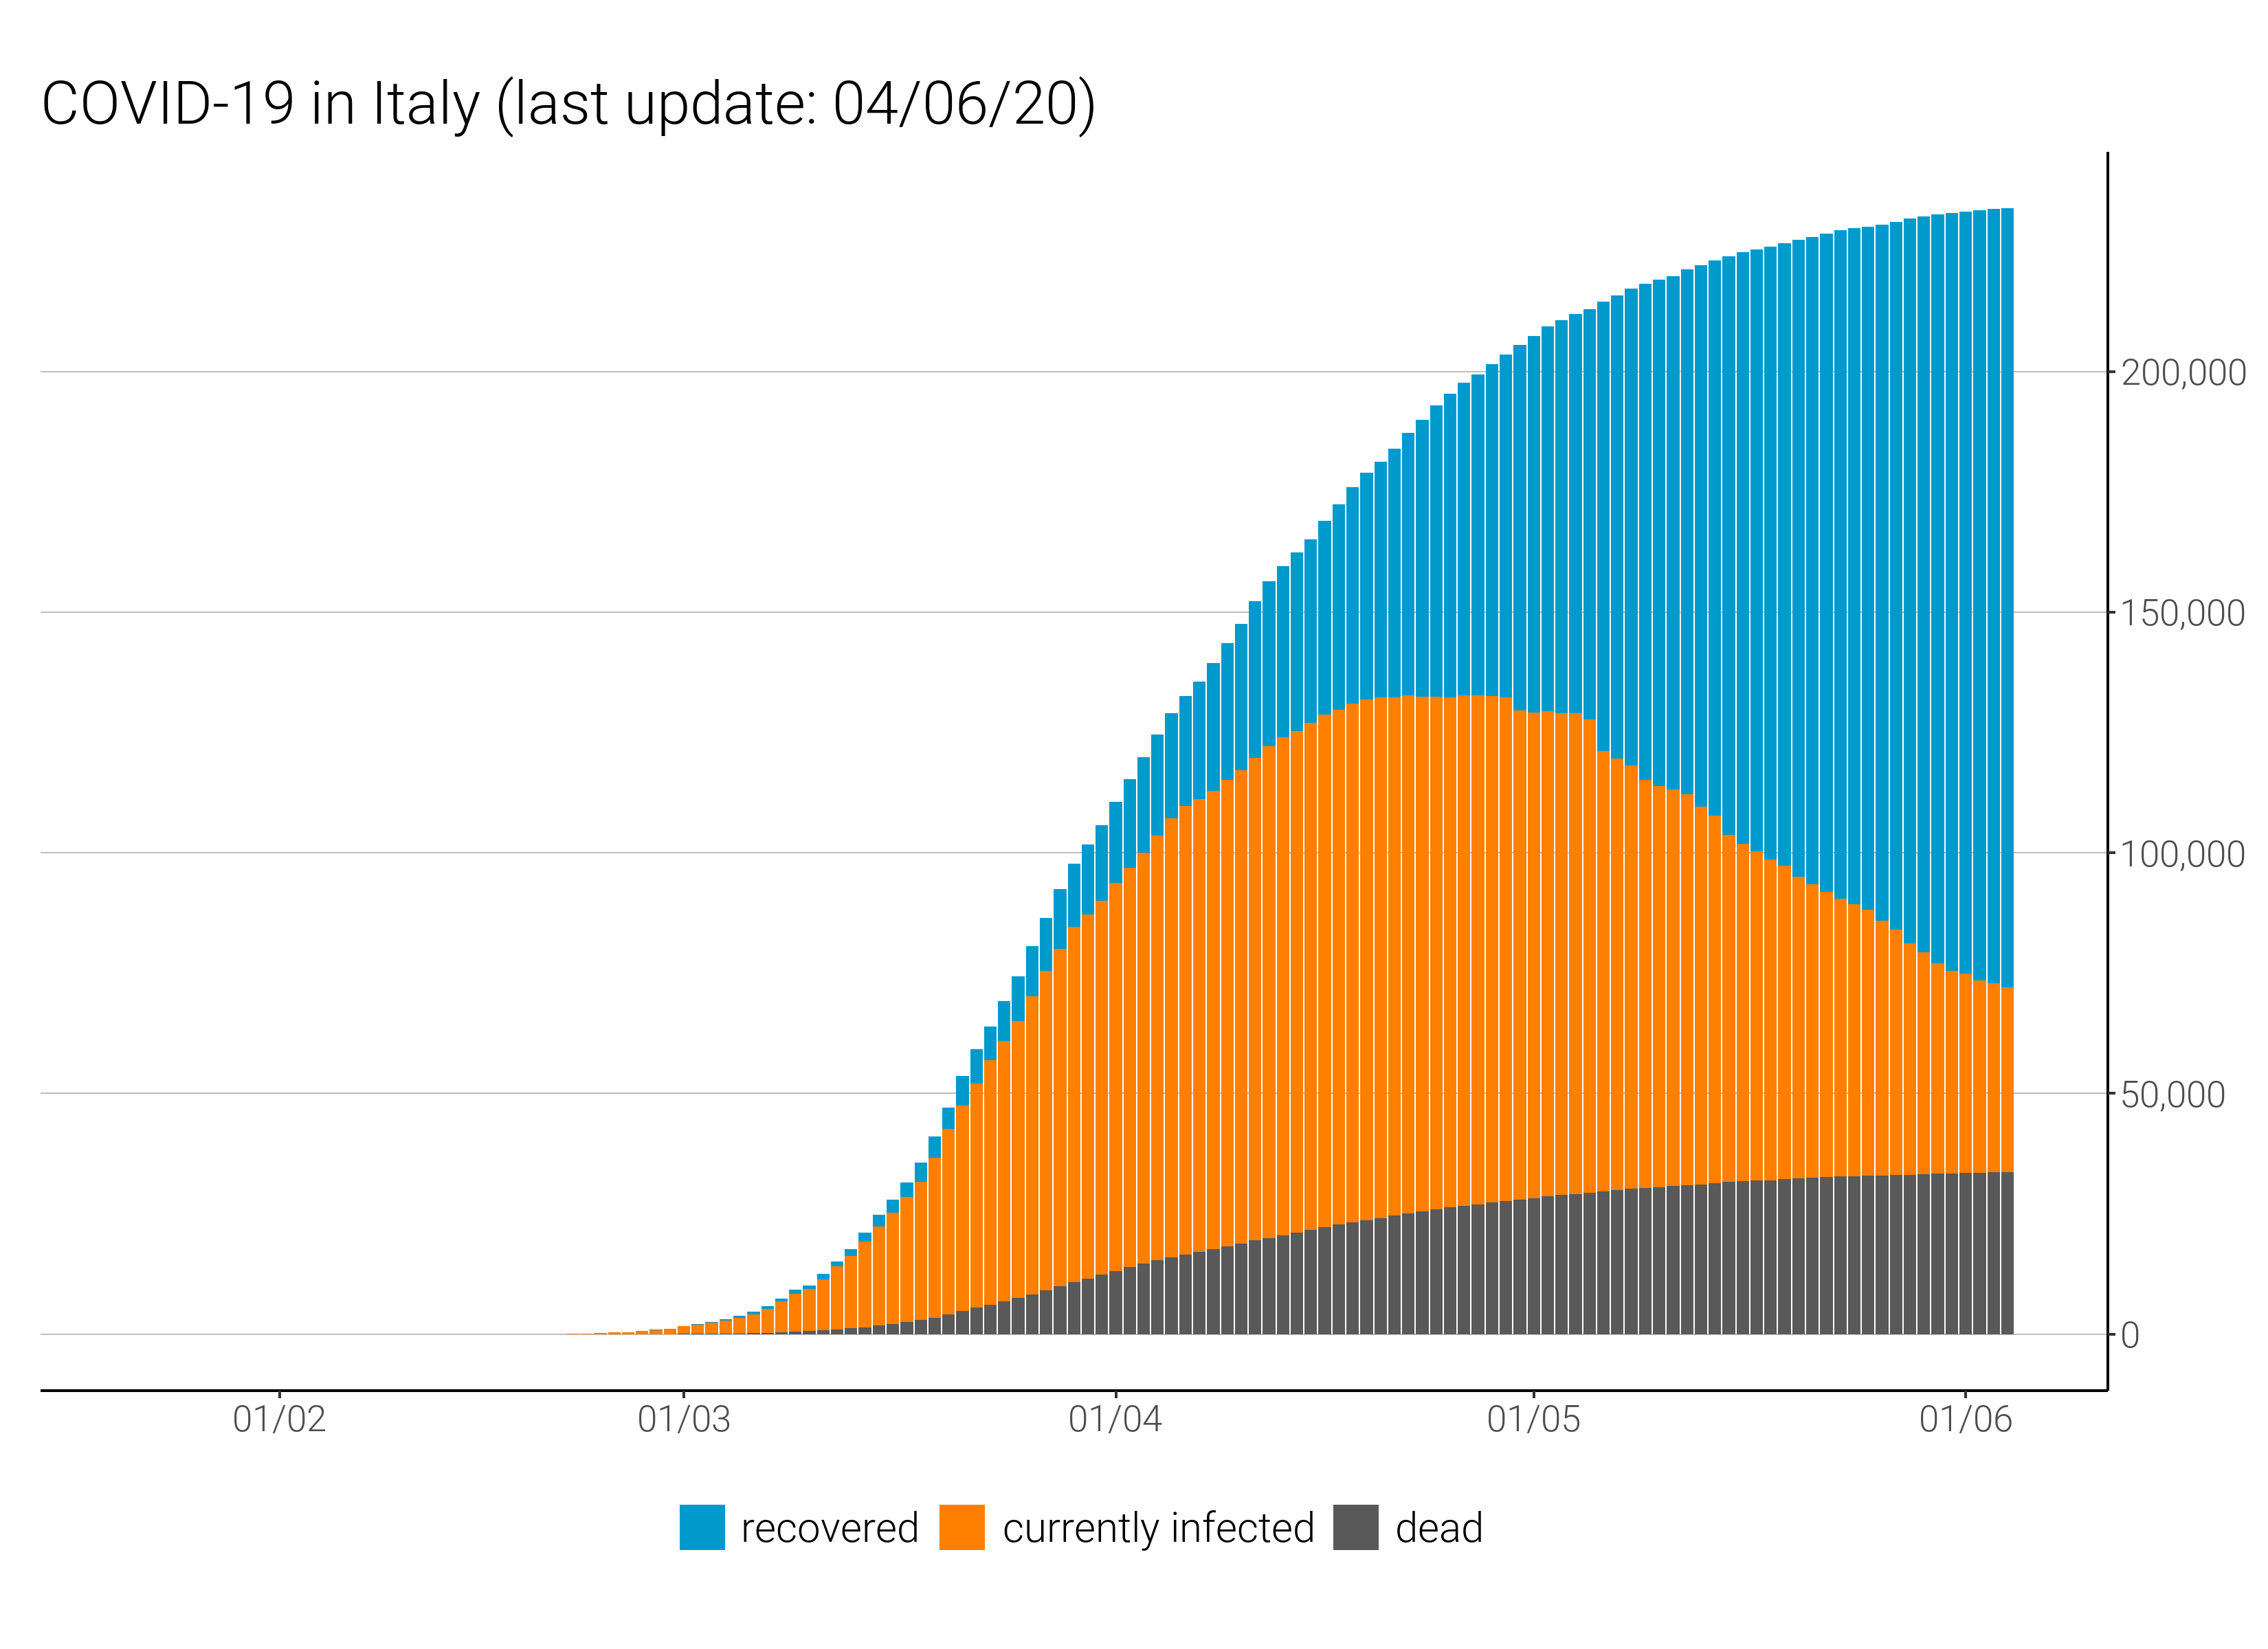 COVID-19 in Italy (last update: 04/06/20)
200,000
150,000
100,000
50,000
0
01/02 01/03 01/04 01/05 01/06
recovered currently infected dead